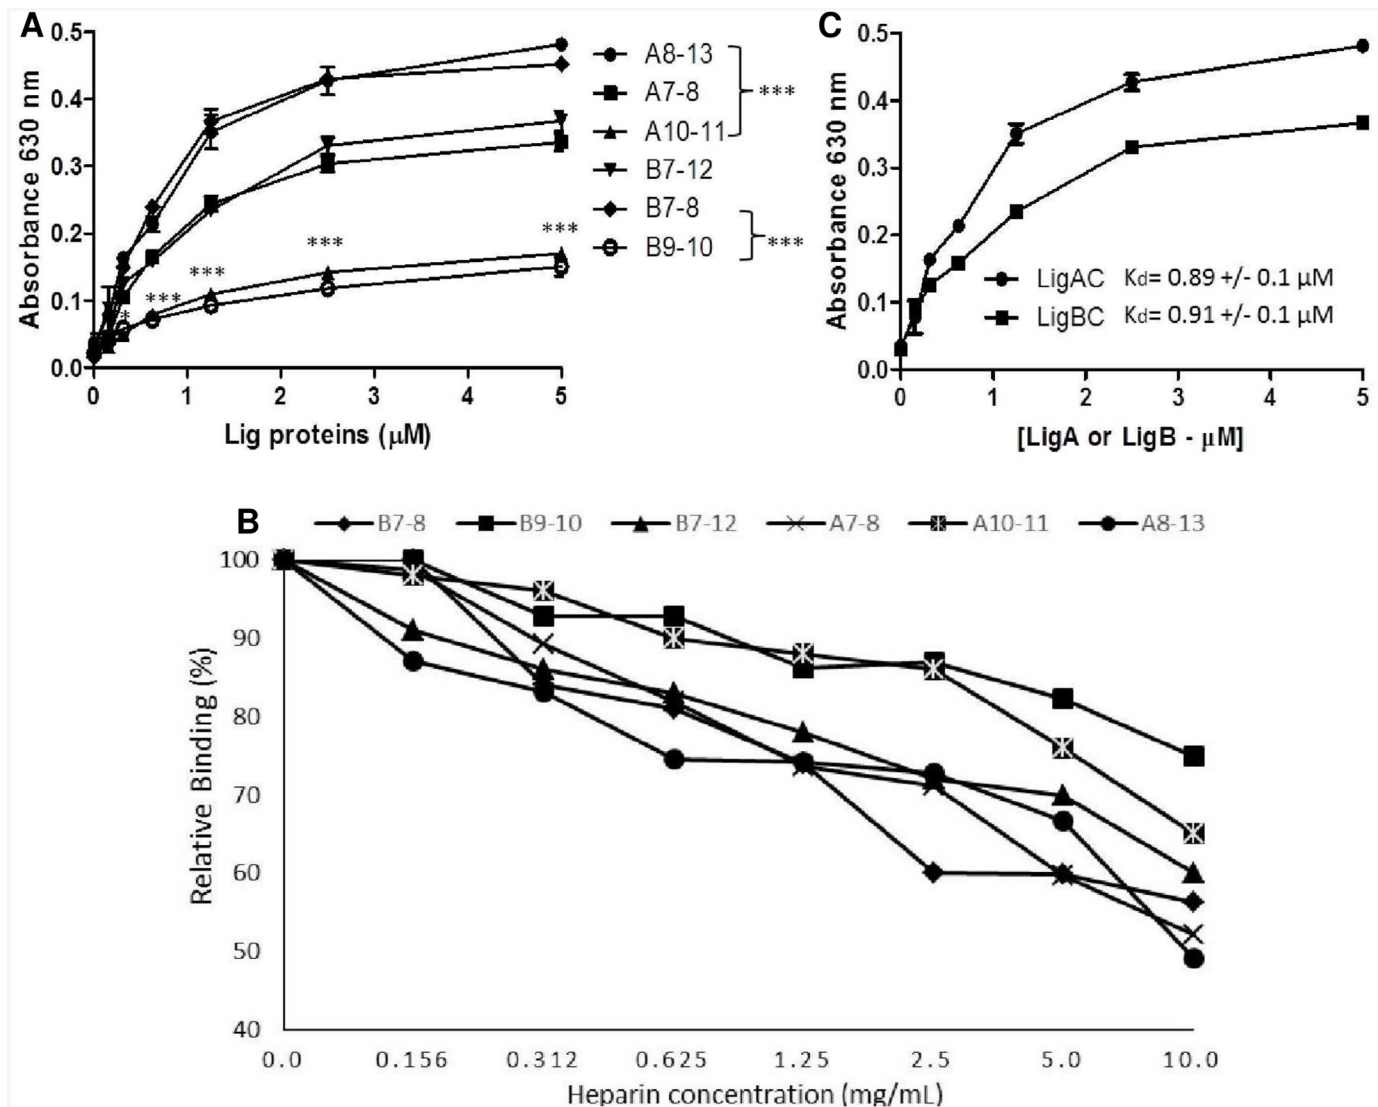 A
0.5
0.4
0.3
0.2
0.1
0.0
Absorbance 630 nm
0 1 2 3 4 5
Lig proteins (μM)
*
***
***
***
***
A8-13
A7-8
A10-11
***
B7-12
B7-8
B9-10
***
C
0.5
0.4
0.3
0.2
0.1
0.0
Absorbance 630 nm
LigAC Kd= 0.89 +/- 0.1 μM
LigBC Kd= 0.91 +/- 0.1 μM
0 1 2 3 4 5
[LigA or LigB - μM]
B
B7-8 B9-10 B7-12 A7-8 A10-11 A8-13
100
90
80
70
60
50
40
Relative Binding (%)
0.0 0.156 0.312 0.625 1.25 2.5 5.0 10.0
Heparin concentration (mg/mL)